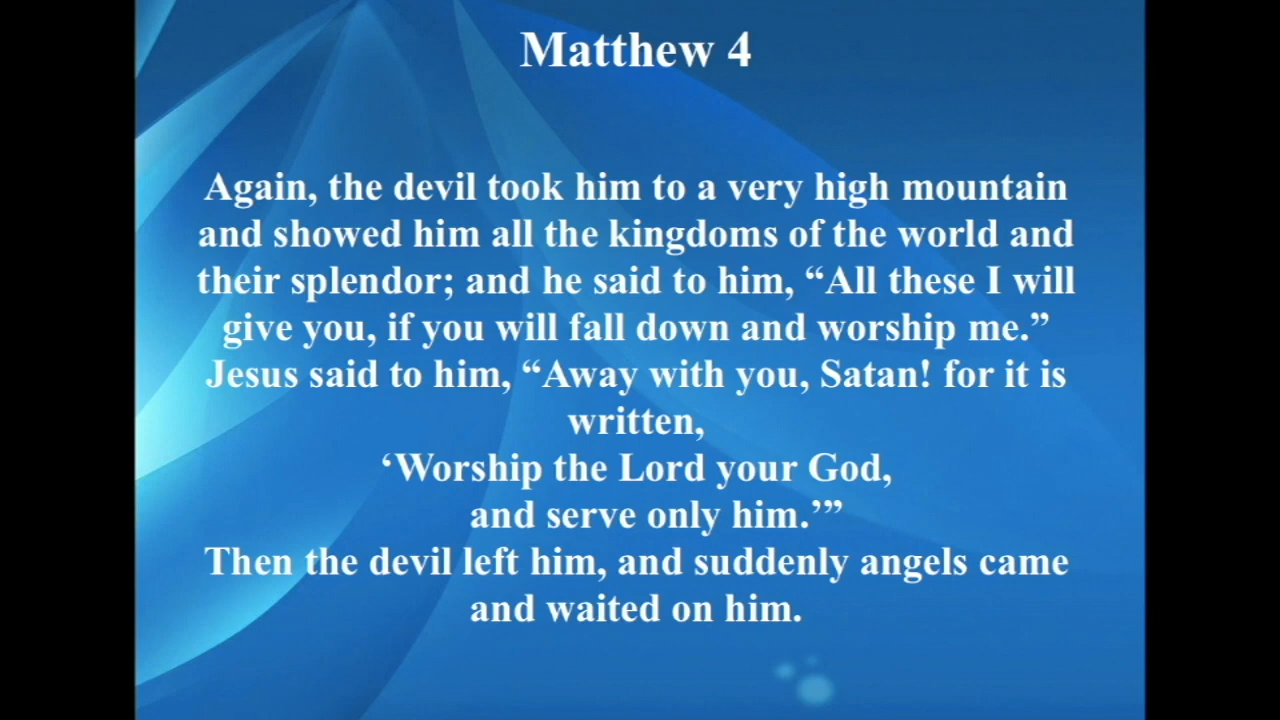 Matthew 4
Again, the devil took him to a very high mountain
and showed him all the kingdoms of the world and
their splendor; and he said to him, “All these I will
give you, if you will fall down and worship me.”
Jesus said to him, “Away with you, Satan! for it is
written,
‘Worship the Lord your God,
and serve only him.’”
Then the devil left him, and suddenly angels came
and waited on him.